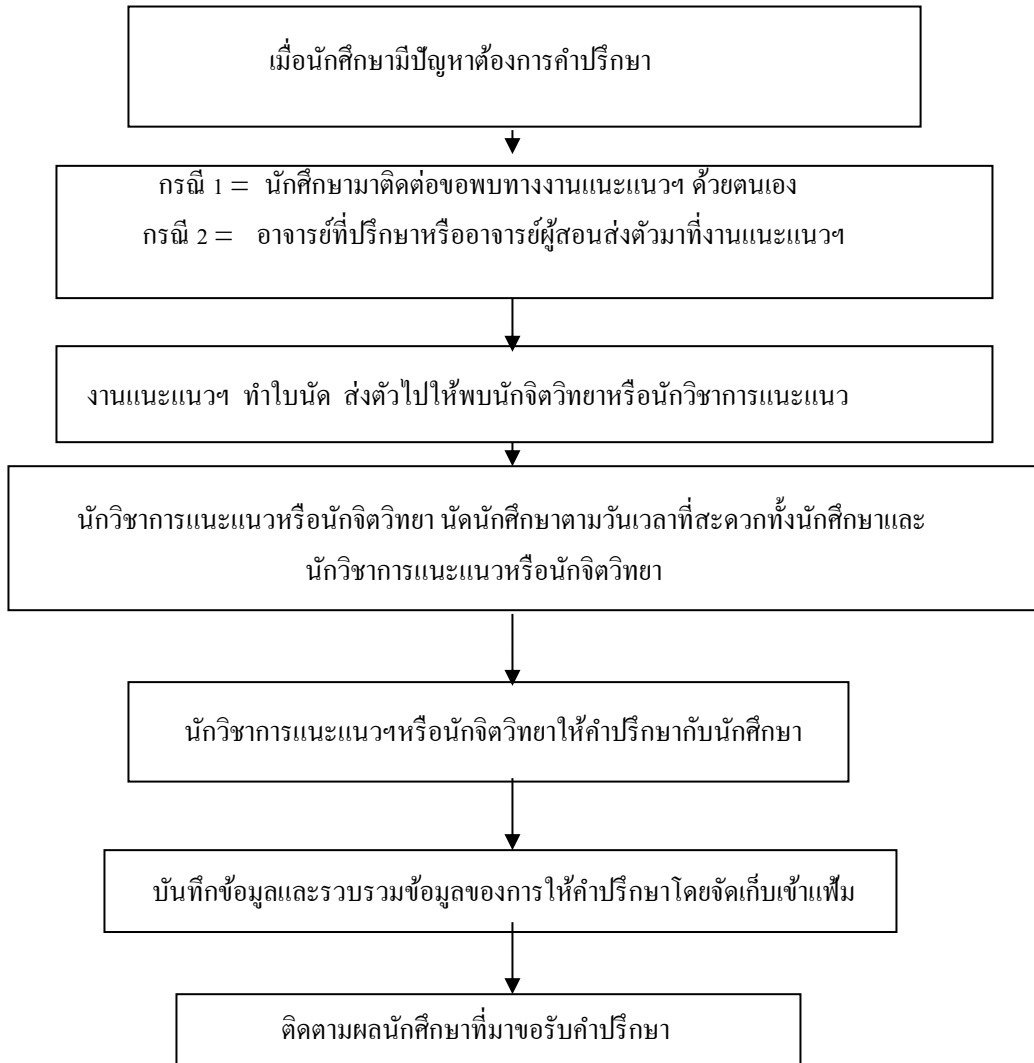 เมื่อนักศึกษามีปัญหาต้องการคำปรึกษา
กรณี 1 = นักศึกษามาติดต่อขอพบทางงานแนะแนวฯ ด้วยตนเอง
กรณี 2 = อาจารย์ที่ปรึกษาหรืออาจารย์ผู้สอนส่งตัวมาที่งานแนะแนวฯ
งานแนะแนวฯ ทำใบนัด ส่งตัวไปให้พบนักจิตวิทยาหรือนักวิชาการแนะแนว
นักวิชาการแนะแนวหรือนักจิตวิทยา นัดนักศึกษาตามวันเวลาที่สะดวกทั้งนักศึกษาและ
นักวิชาการแนะแนวหรือนักจิตวิทยา
นักวิชาการแนะแนวฯหรือนักจิตวิทยาให้คำปรึกษากับนักศึกษา
บันทึกข้อมูลและรวบรวมข้อมูลของการให้คำปรึกษาโดยจัดเก็บเข้าแฟ้ม
ติดตามผลนักศึกษาที่มาขอรับคำปรึกษา